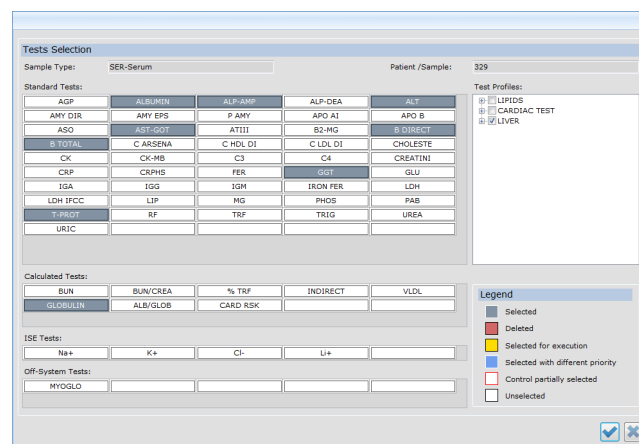 Tests Selection
Sample Type: SER-Serum Patient /Sample: 329
Standard Tests: Test Profiles:
AGP ALBUMIN ALP-AMP ALP-DEA ALT
LIPIDS
AMY DIR AMY EPS P AMY APO AI APO B
CARDIAC TEST
ASO AST-GOT ATIII B2-MG B DIRECT
LIVER
B TOTAL C ARSENA C HDL DI C LDL DI CHOLESTE
CK CK-MB C3 C4 CREATINI
CRP CRPHS FER GGT GLU
IGA IGG IGM IRON FER LDH
LDH IFCC LIP MG PHOS PAB
T-PROT RF TRF TRIG UREA
URIC
Calculated Tests:
BUN BUN/CREA % TRF INDIRECT VLDL
GLOBULIN ALB/GLOB CARD RSK
ISE Tests:
Na+ K+ Cl- Li+
Off-System Tests:
MYOGLO
Legend
Selected
Deleted
Selected for execution
Selected with different priority
Control partially selected
Unselected